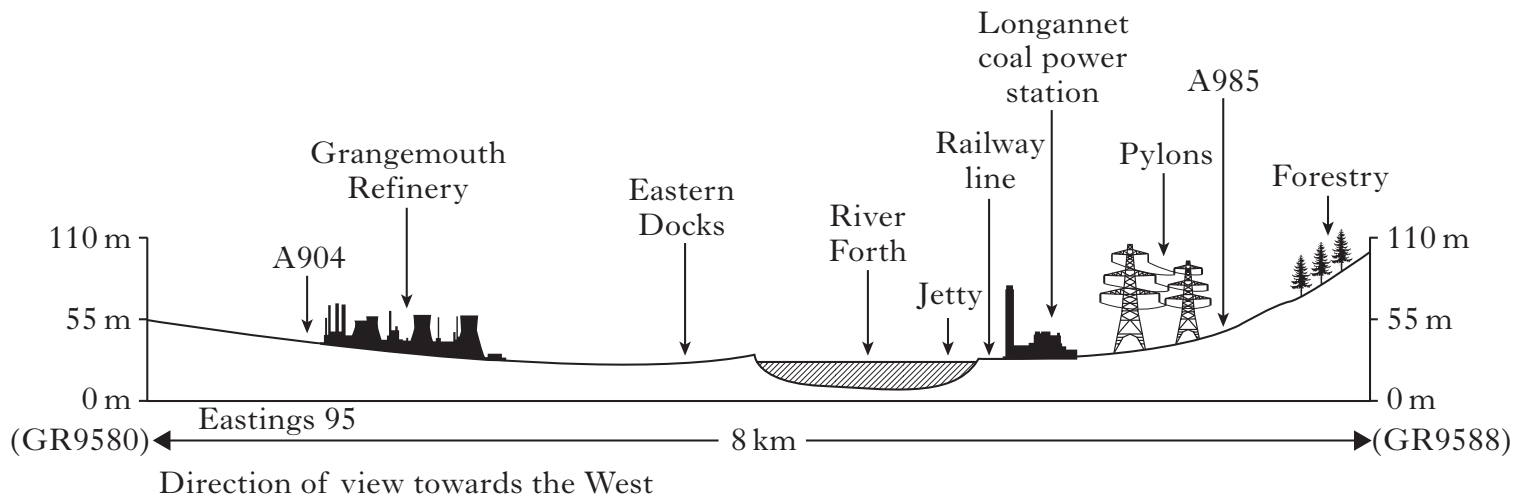 Longannet
coal power
station
A985
Grangemouth
Refinery
Railway
line
Pylons
Forestry
Eastern
Docks
River
Forth
110 m
110 m
A904
Jetty
55 m
55 m
0 m
0 m
Eastings 95
(GR9580)
8 km
(GR9588)
Direction of view towards the West